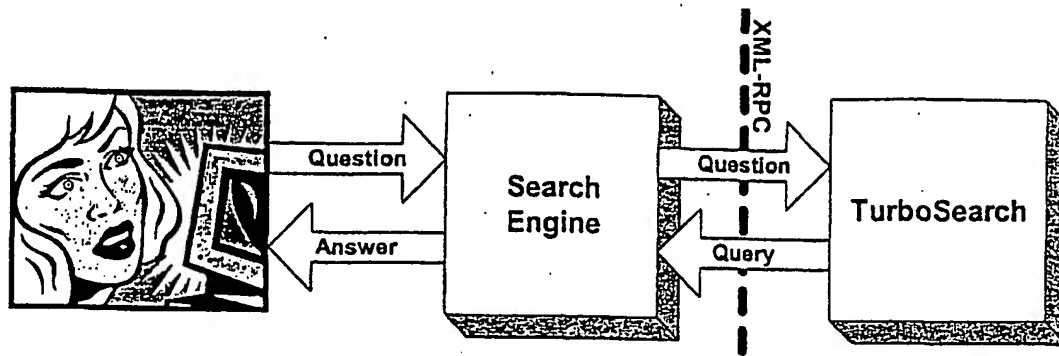 XML-RPC
Question
Question
Search
Engine
TurboSearch
Answer
Query